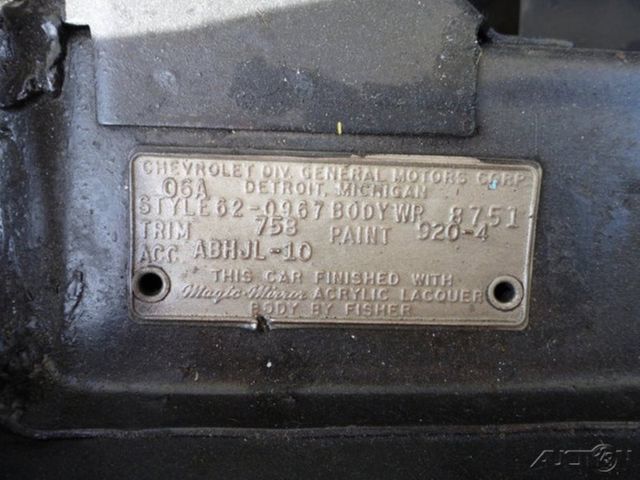 CHEVROLET DIV. GENERAL MOTORS CORP
06A DETROIT, MICHIGAN
STYLE 62-0967 BODY WR 8751
TRIM 758 PAINT 920-4
ACC. ABHJL-10
THIS CAR FINISHED WITH
Magic-Mirror ACRYLIC LACQUER
BODY BY FISHER
AUCTION